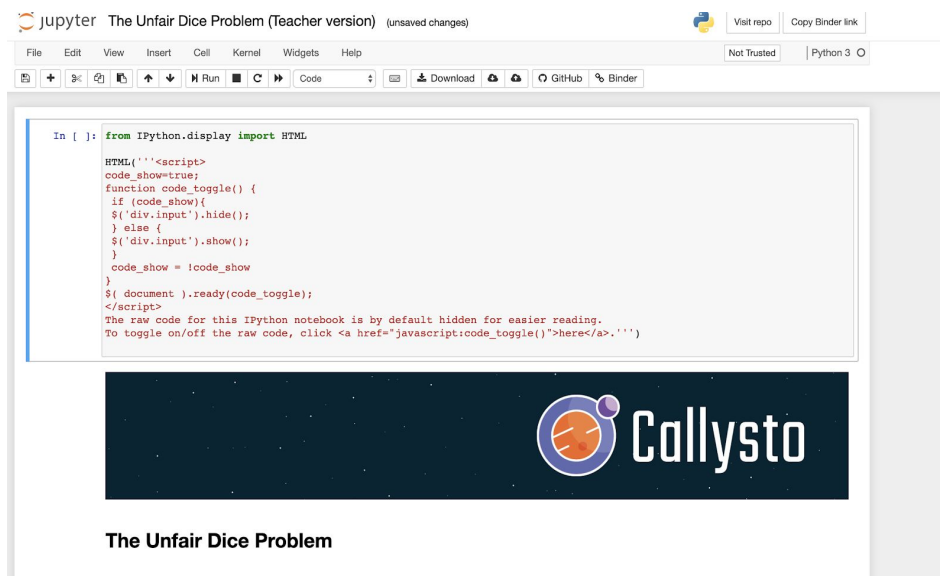 jupyter The Unfair Dice Problem (Teacher version) (unsaved changes) Visit repo Copy Binder link
File Edit View Insert Cell Kernel Widgets Help Not Trusted Python 3
Run Code Download GitHub Binder
In [ ]: from IPython.display import HTML
HTML('''<script>
code_show=true;
function code_toggle() {
if (code_show){
$('div.input').hide();
} else {
$('div.input').show();
}
code_show = !code_show
}
$( document ).ready(code_toggle);
</script>
The raw code for this IPython notebook is by default hidden for easier reading.
To toggle on/off the raw code, click <a href="javascript:code_toggle()">here</a>.''')
Callysto
The Unfair Dice Problem